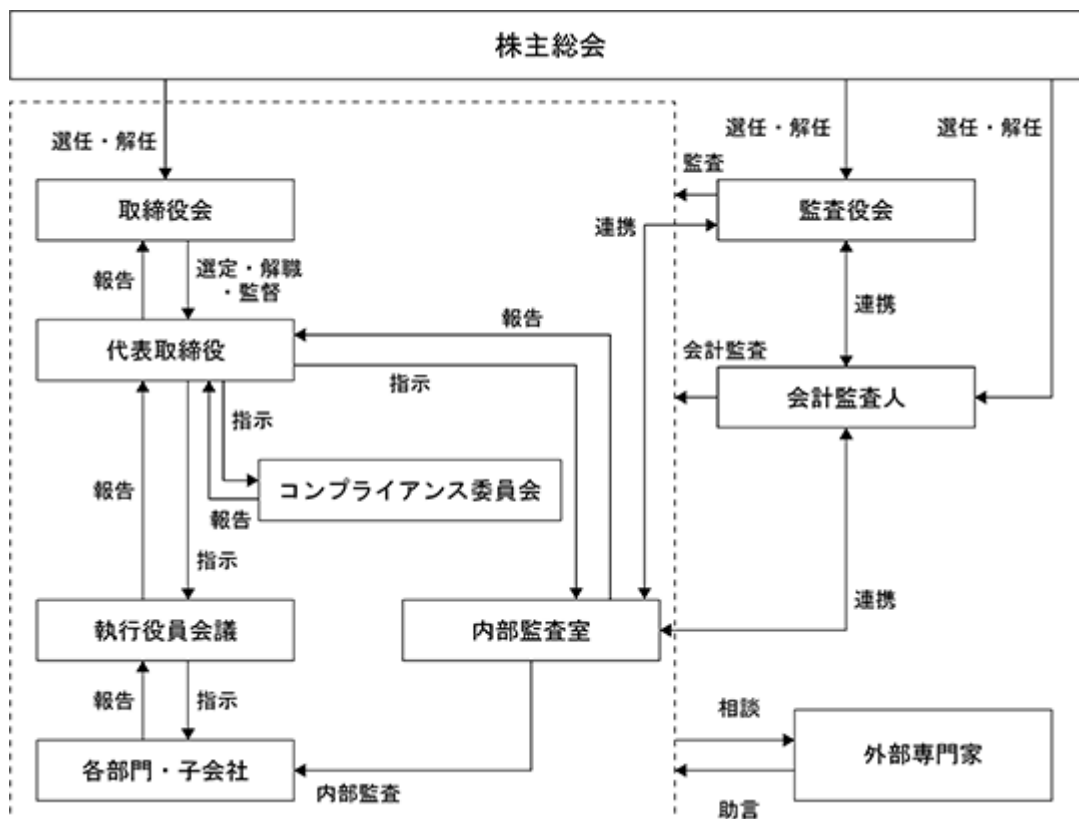 株主総会
選任・解任
選任・解任
選任・解任
監査
取締役会
監査役会
連携
報告
選定・解職
・監督
連携
報告
代表取締役
会計監査
指示
会計監査人
指示
コンプライアンス委員会
報告
報告
指示
連携
執行役員会議
内部監査室
報告
指示
相談
各部門・子会社
外部専門家
内部監査
助言